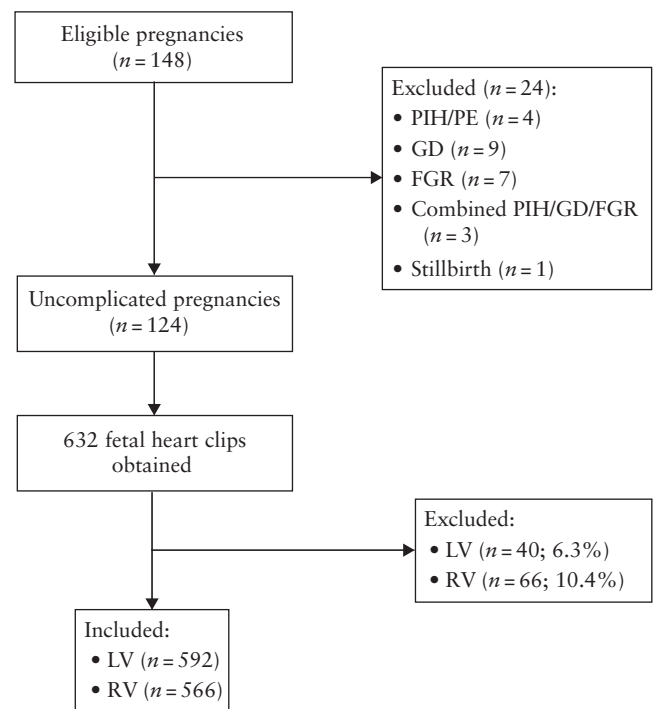 Eligible pregnancies
(n = 148)
Excluded (n = 24):
• PIH/PE (n = 4)
• GD (n = 9)
• FGR (n = 7)
• Combined PIH/GD/FGR
(n = 3)
• Stillbirth (n = 1)
Uncomplicated pregnancies
(n = 124)
632 fetal heart clips
obtained
Excluded:
• LV (n = 40; 6.3%)
• RV (n = 66; 10.4%)
Included:
• LV (n = 592)
• RV (n = 566)